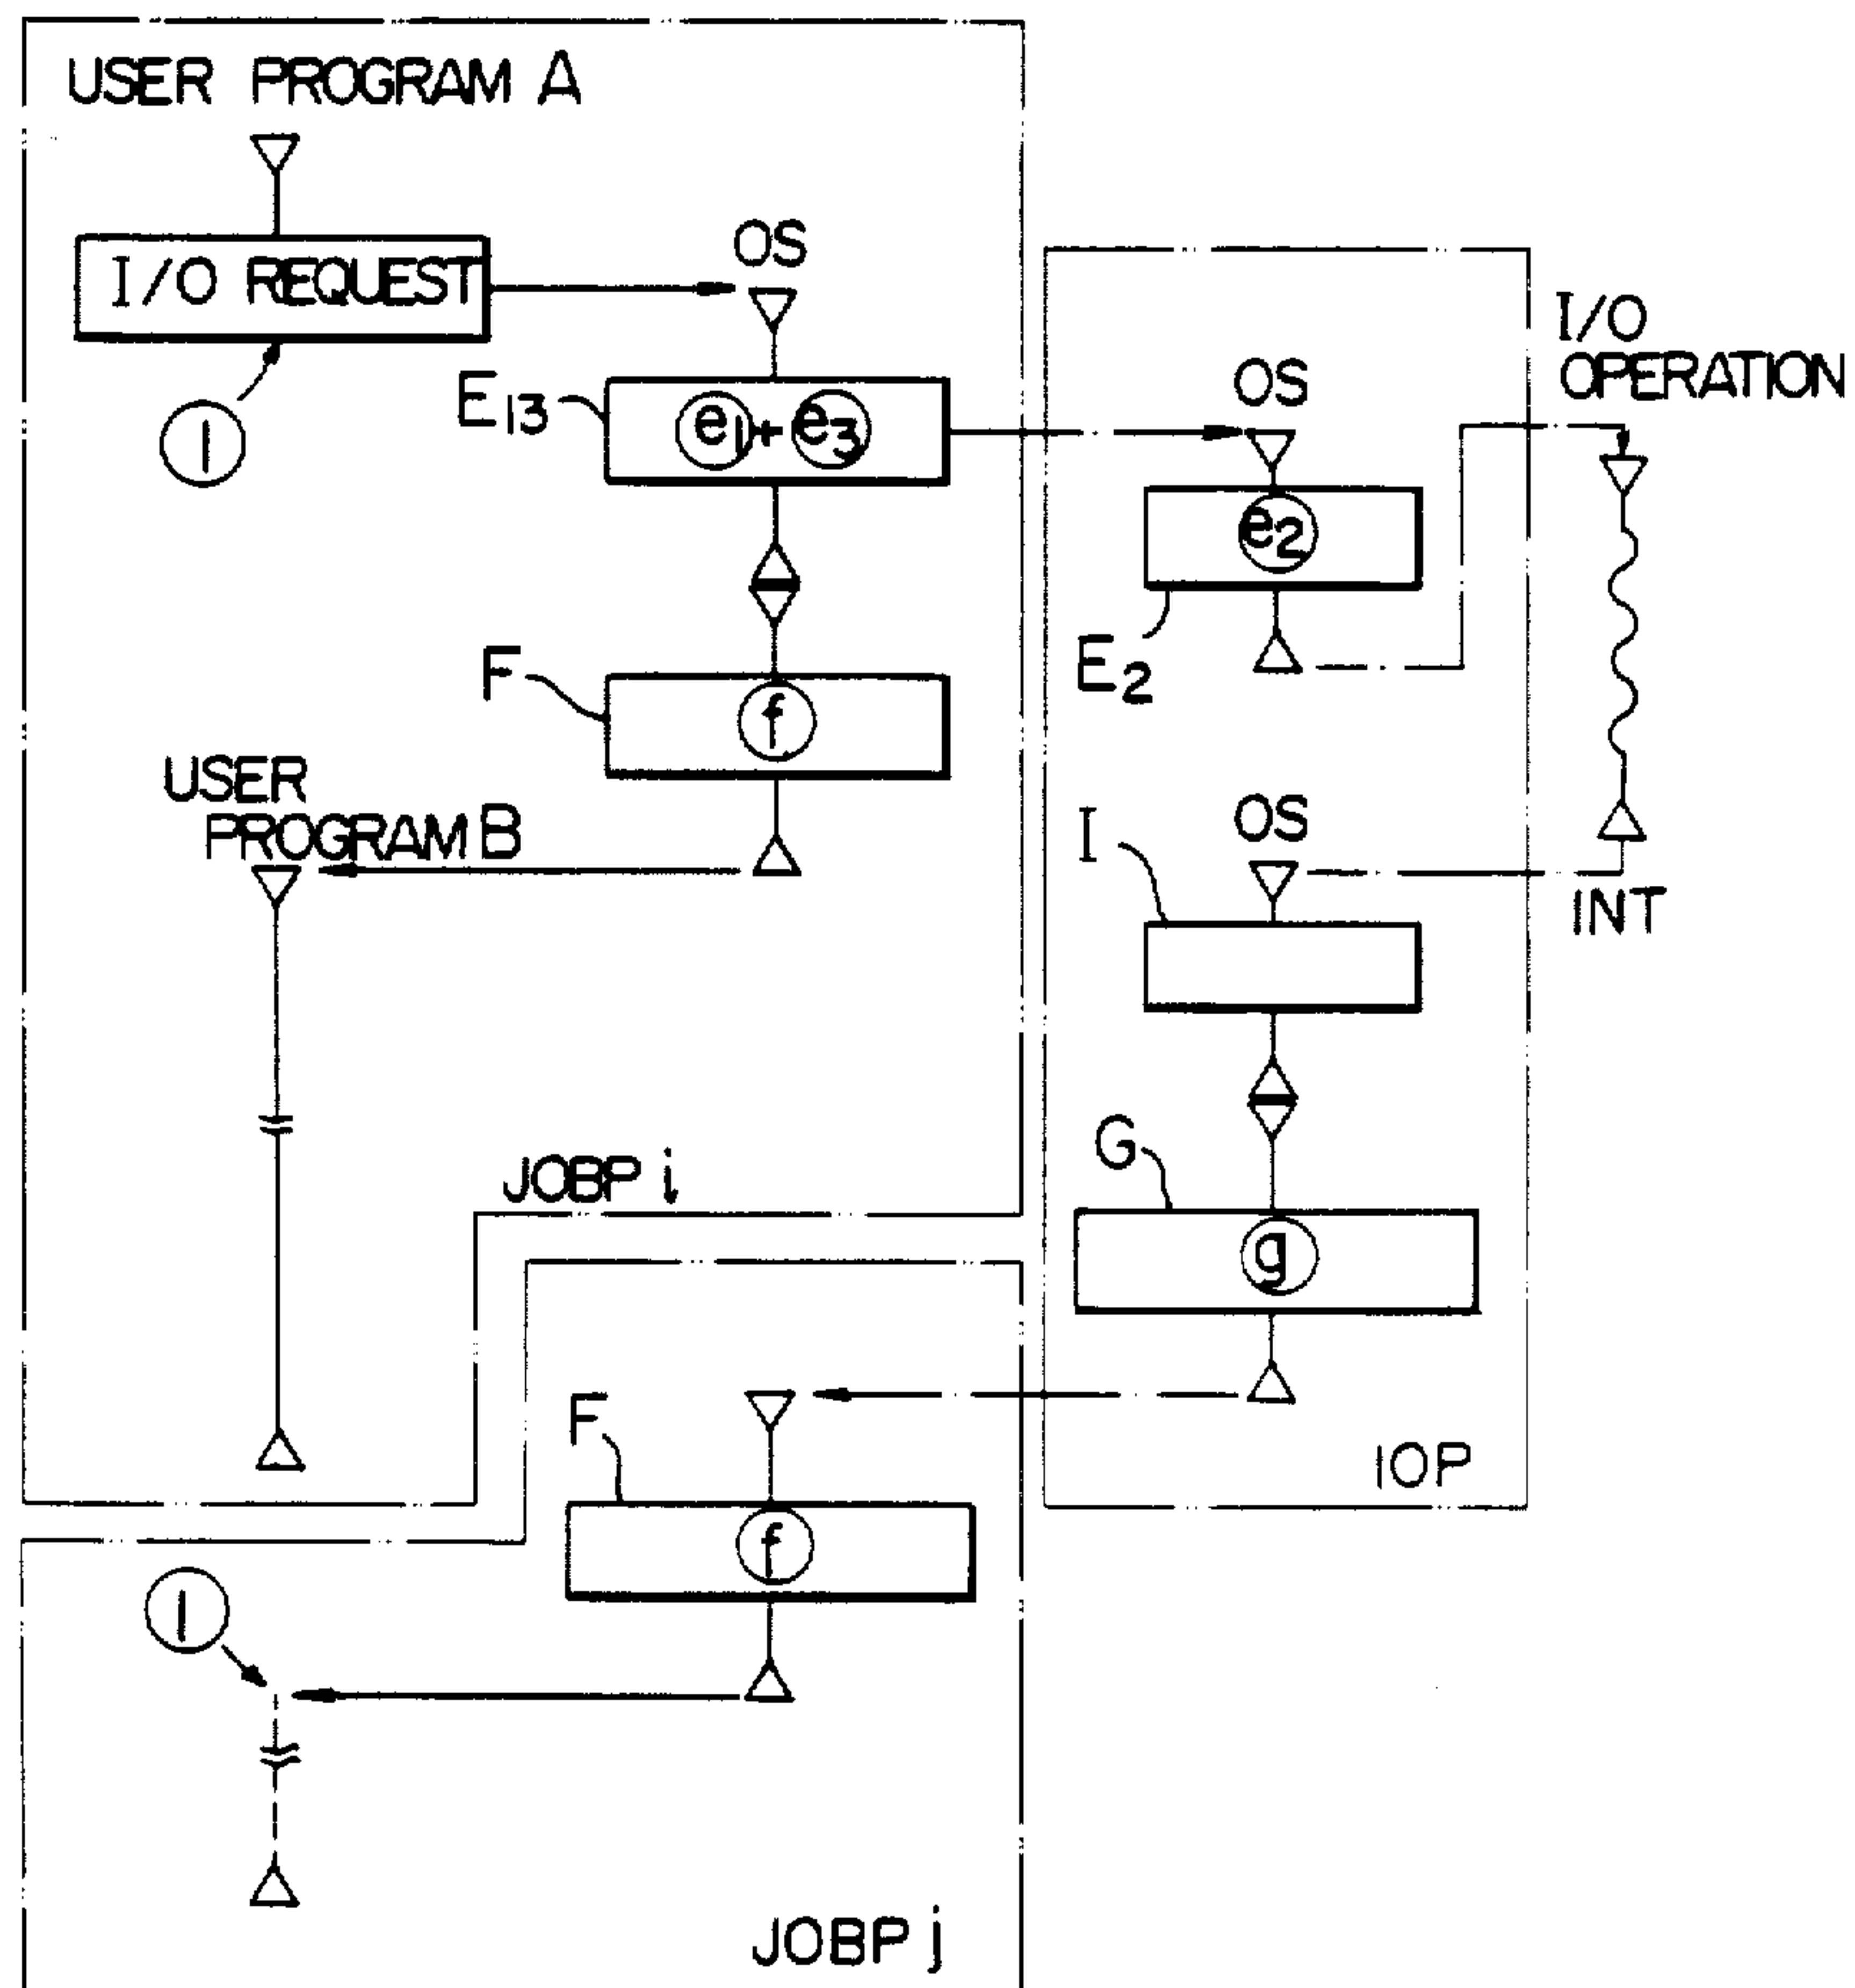 USER PROGRAM A
I/O REQUEST
OS
1
E13
e1 + e3
OS
I/O
OPERATION
e2
E2
F
f
USER
PROGRAM B
I
OS
INT
G
JOBP i
g
F
IOP
f
1
JOBP j